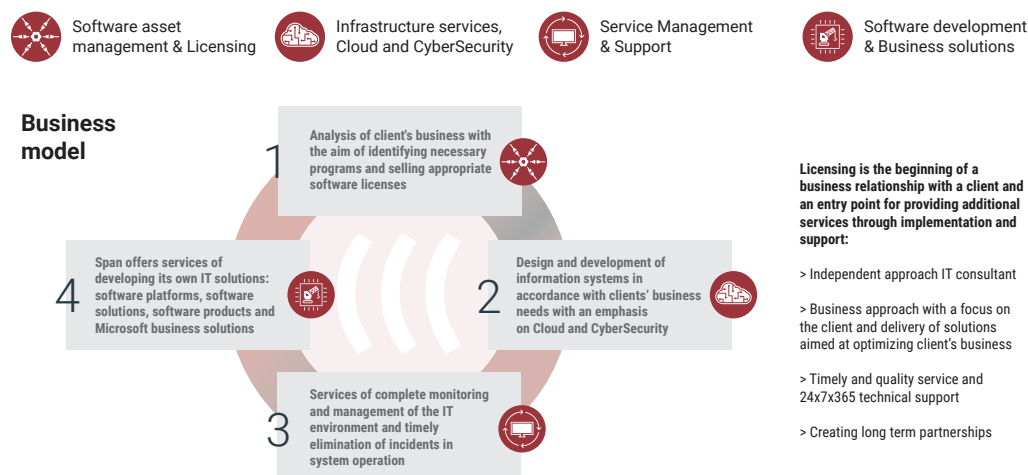 Software asset
management & Licensing
Infrastructure services,
Cloud and CyberSecurity
Service Management
& Support
Software development
& Business solutions
Business
model
1
Analysis of client's business with
the aim of identifying necessary
programs and selling appropriate
software licenses
2
Design and development of
information systems in
accordance with clients’ business
needs with an emphasis
on Cloud and CyberSecurity
3
Services of complete monitoring
and management of the IT
environment and timely
elimination of incidents in
system operation
4
Span offers services of
developing its own IT solutions:
software platforms, software
solutions, software products and
Microsoft business solutions
Licensing is the beginning of a
business relationship with a client and
an entry point for providing additional
services through implementation and
support:
> Independent approach IT consultant
> Business approach with a focus on
the client and delivery of solutions
aimed at optimizing client’s business
> Timely and quality service and
24x7x365 technical support
> Creating long term partnerships